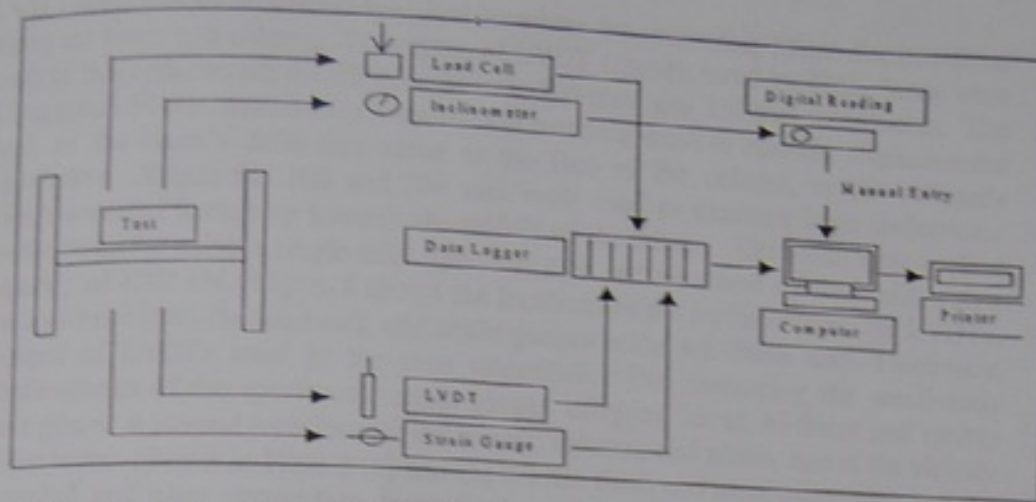 Load Cell
Inclinometer
Digital Reading
Manual Entry
Test
Data Logger
Computer
Printer
LVDT
Strain Gauge